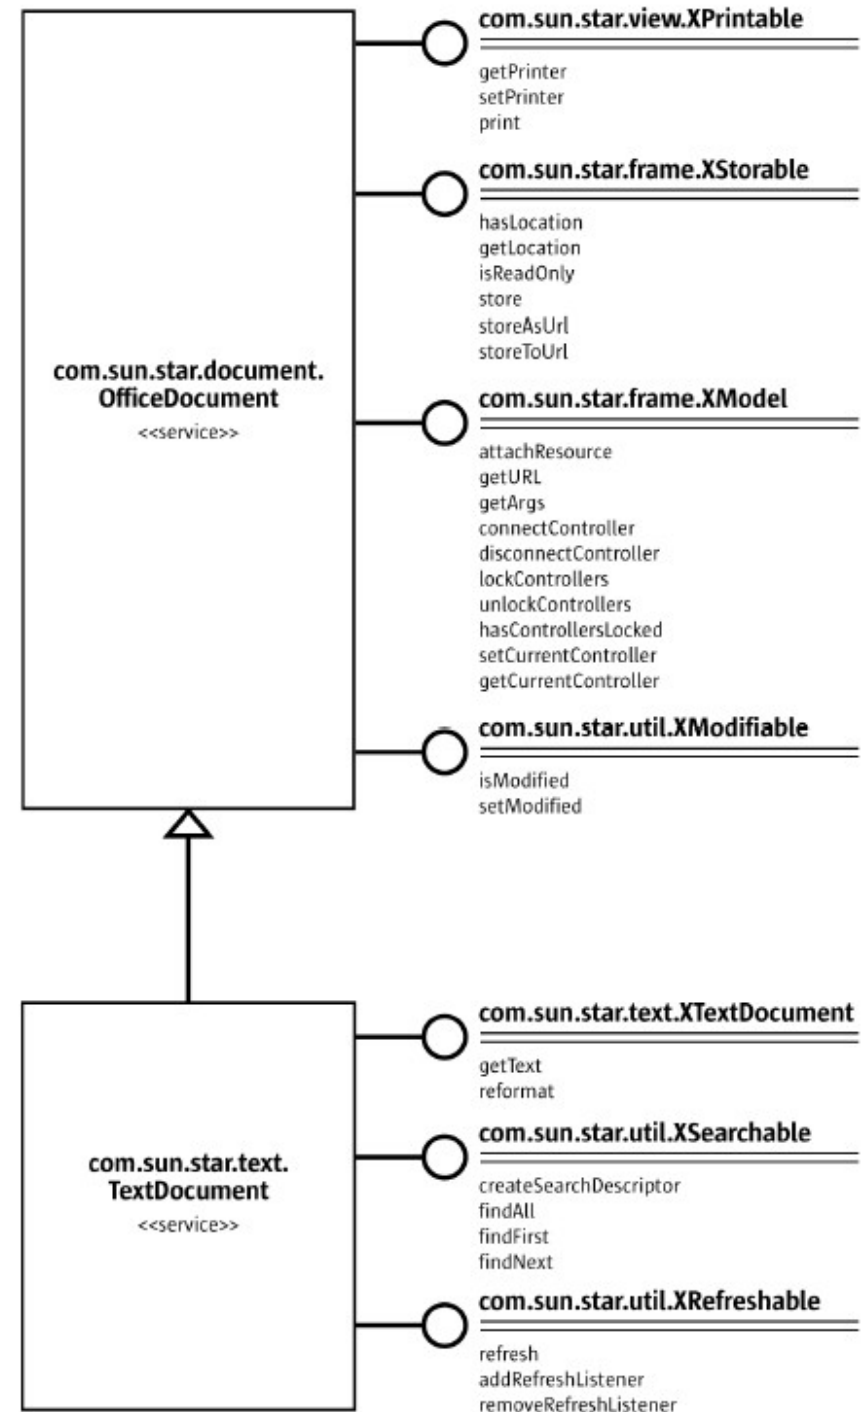 com.sun.star.view.XPrintable
getPrinter
setPrinter
print
com.sun.star.frame.XStorable
hasLocation
getLocation
isReadOnly
store
storeAsUrl
storeToUrl
com.sun.star.document.
OfficeDocument
<<service>>
com.sun.star.frame.XModel
attachResource
getURL
getArgs
connectController
disconnectController
lockControllers
unlockControllers
hasControllersLocked
setCurrentController
getCurrentController
com.sun.star.util.XModifiable
isModified
setModified
com.sun.star.text.XTextDocument
getText
reformat
com.sun.star.util.XSearchable
createSearchDescriptor
findAll
findFirst
findNext
com.sun.star.text.
TextDocument
<<service>>
com.sun.star.util.XRefreshable
refresh
addRefreshListener
removeRefreshListener